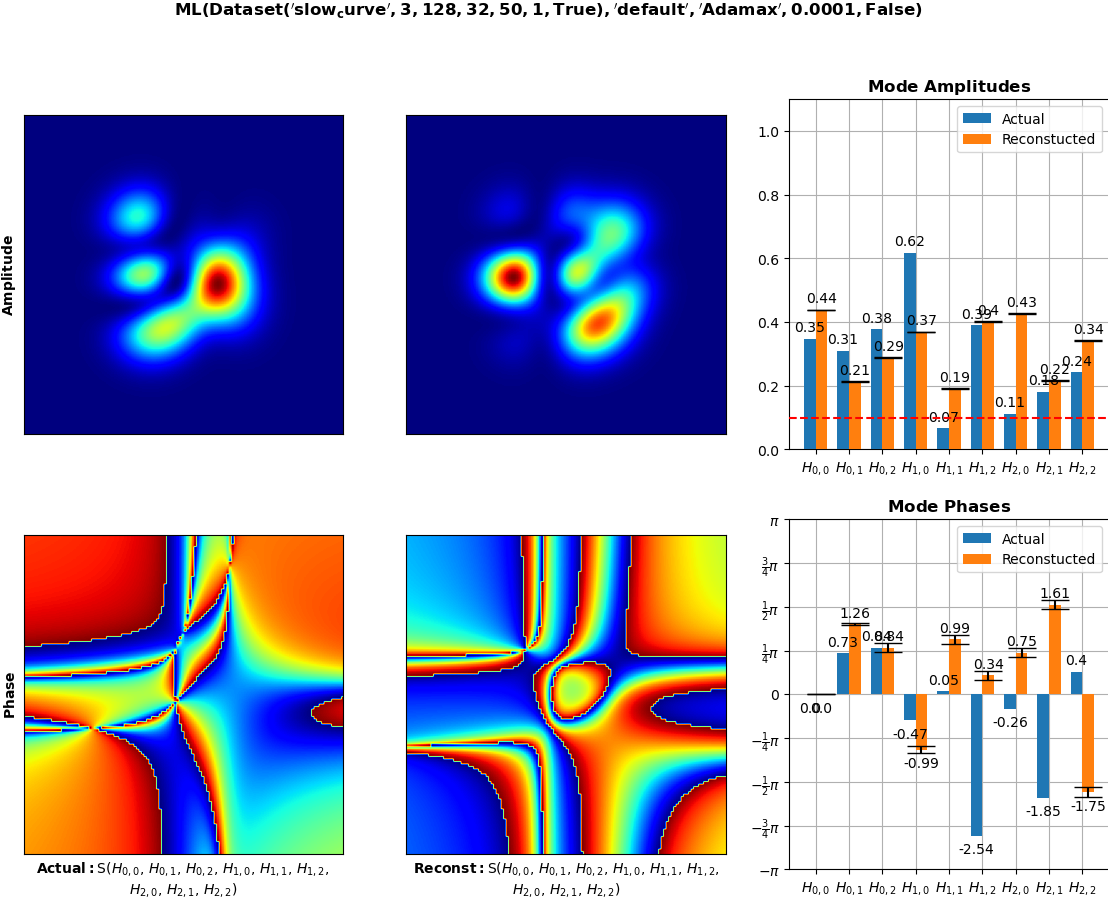 ML(Dataset('slow_curve', 3, 128, 32, 50, 1, True), 'default', 'Adamax', 0.0001, False)
Amplitude
Mode Amplitudes
Actual
Reconstucted
1.0
0.8
0.6
0.4
0.2
0.0
0.35 0.31 0.38 0.62 0.07 0.39 0.11 0.18 0.24
0.44 0.21 0.29 0.37 0.19 0.4 0.43 0.22 0.34
H0,0 H0,1 H0,2 H1,0 H1,1 H1,2 H2,0 H2,1 H2,2
Phase
Mode Phases
Actual
Reconstucted
π
3/4π
1/2π
1/4π
0
−1/4π
−1/2π
−3/4π
−π
0.0 0.73 0.84 -0.47 0.05 -2.54 -0.26 -1.85 0.4
0.0 1.26 0.84 -0.99 0.99 0.34 0.75 1.61 -1.75
H0,0 H0,1 H0,2 H1,0 H1,1 H1,2 H2,0 H2,1 H2,2
Actual: S(H0,0, H0,1, H0,2, H1,0, H1,1, H1,2,
H2,0, H2,1, H2,2)
Reconst: S(H0,0, H0,1, H0,2, H1,0, H1,1, H1,2,
H2,0, H2,1, H2,2)